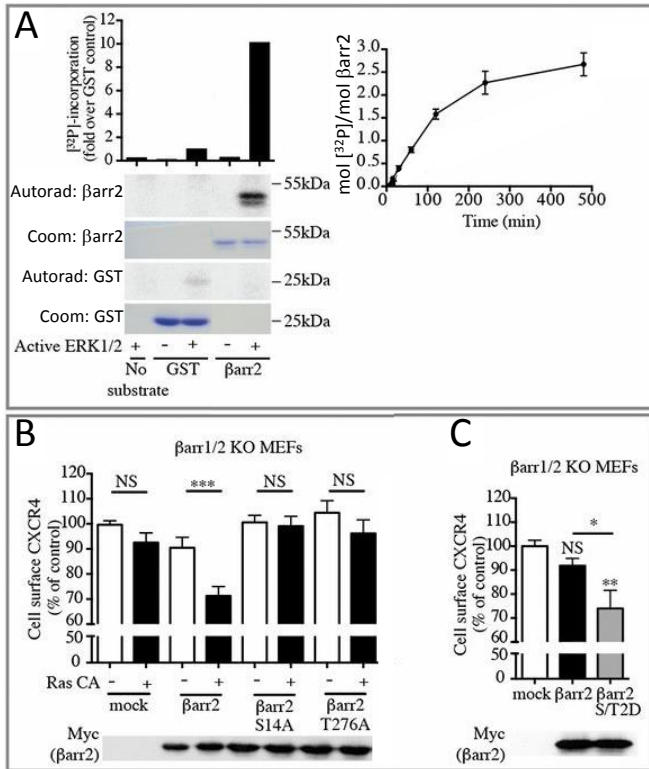 A
[³²P]-incorporation
(fold over GST control)
12
10
8
6
4
2
0
Autorad: βarr2
55kDa
Coom: βarr2
55kDa
Autorad: GST
25kDa
Coom: GST
25kDa
Active ERK1/2 + - + - +
No GST βarr2
substrate
mol [³²P]/mol βarr2
3.0
2.5
2.0
1.5
1.0
0.5
0.0
0 100 200 300 400 500
Time (min)
B
βarr1/2 KO MEFs
Cell surface CXCR4
(% of control)
120
110
100
90
80
70
60
50
0
NS *** NS NS
Ras CA - + - + - + - +
mock βarr2 βarr2 βarr2
S14A T276A
Myc
(βarr2)
C
βarr1/2 KO MEFs
Cell surface CXCR4
(% of control)
120
110
100
90
80
70
60
50
0
*
NS
**
mock βarr2 βarr2
S/T2D
Myc
(βarr2)